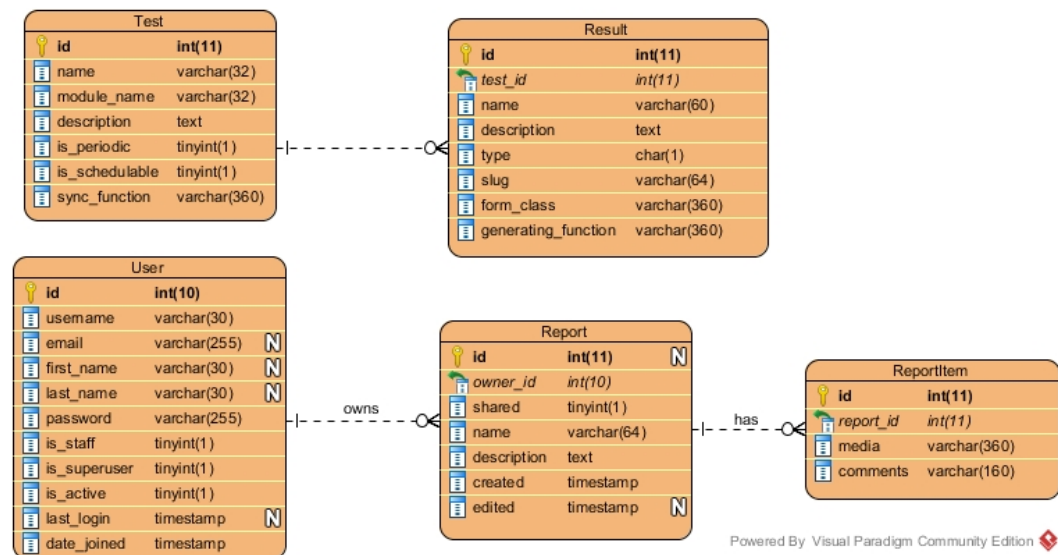 Test
id int(11)
name varchar(32)
module_name varchar(32)
description text
is_periodic tinyint(1)
is_schedulable tinyint(1)
sync_function varchar(360)
Result
id int(11)
test_id int(11)
name varchar(60)
description text
type char(1)
slug varchar(64)
form_class varchar(360)
generating_function varchar(360)
User
id int(10)
username varchar(30)
email varchar(255) N
first_name varchar(30) N
last_name varchar(30) N
password varchar(255)
is_staff tinyint(1)
is_superuser tinyint(1)
is_active tinyint(1)
last_login timestamp N
date_joined timestamp
owns
Report
id int(11) N
owner_id int(10)
shared tinyint(1)
name varchar(64)
description text
created timestamp
edited timestamp N
has
ReportItem
id int(11)
report_id int(11)
media varchar(360)
comments varchar(160)
Powered By Visual Paradigm Community Edition